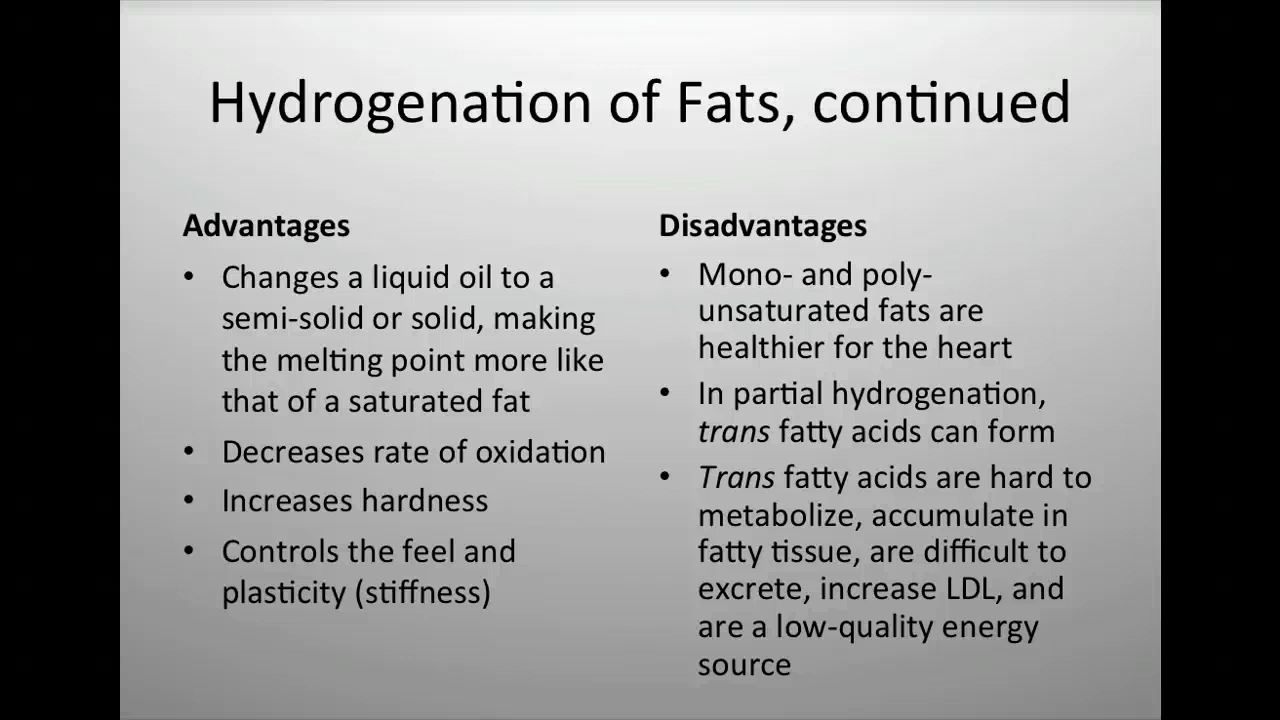 Hydrogenation of Fats, continued
Advantages
• Changes a liquid oil to a
semi-solid or solid, making
the melting point more like
that of a saturated fat
• Decreases rate of oxidation
• Increases hardness
• Controls the feel and
plasticity (stiffness)
Disadvantages
• Mono- and poly-
unsaturated fats are
healthier for the heart
• In partial hydrogenation,
trans fatty acids can form
• Trans fatty acids are hard to
metabolize, accumulate in
fatty tissue, are difficult to
excrete, increase LDL, and
are a low-quality energy
source